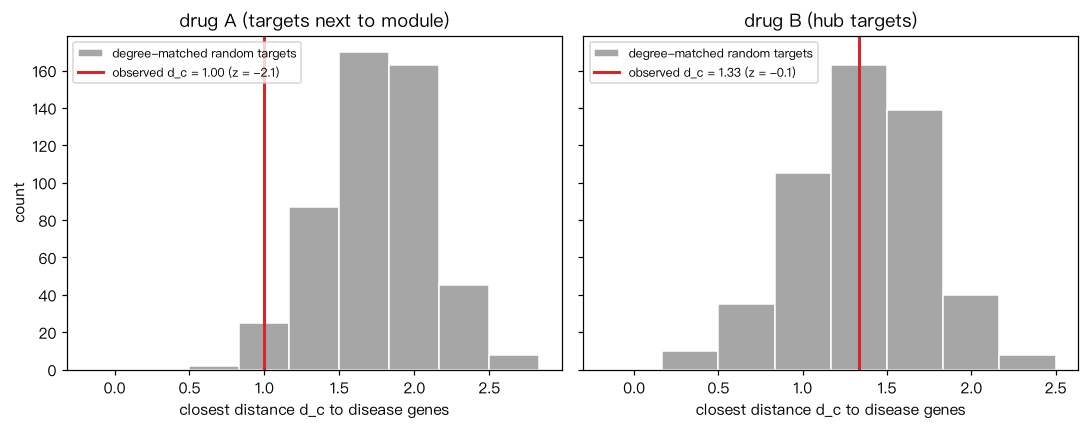 drug A (targets next to module)
degree−matched random targets
observed d_c = 1.00 (z = −2.1)
160
140
120
100
80
60
40
20
0
count
0.0 0.5 1.0 1.5 2.0 2.5
closest distance d_c to disease genes
drug B (hub targets)
degree−matched random targets
observed d_c = 1.33 (z = −0.1)
0.0 0.5 1.0 1.5 2.0 2.5
closest distance d_c to disease genes